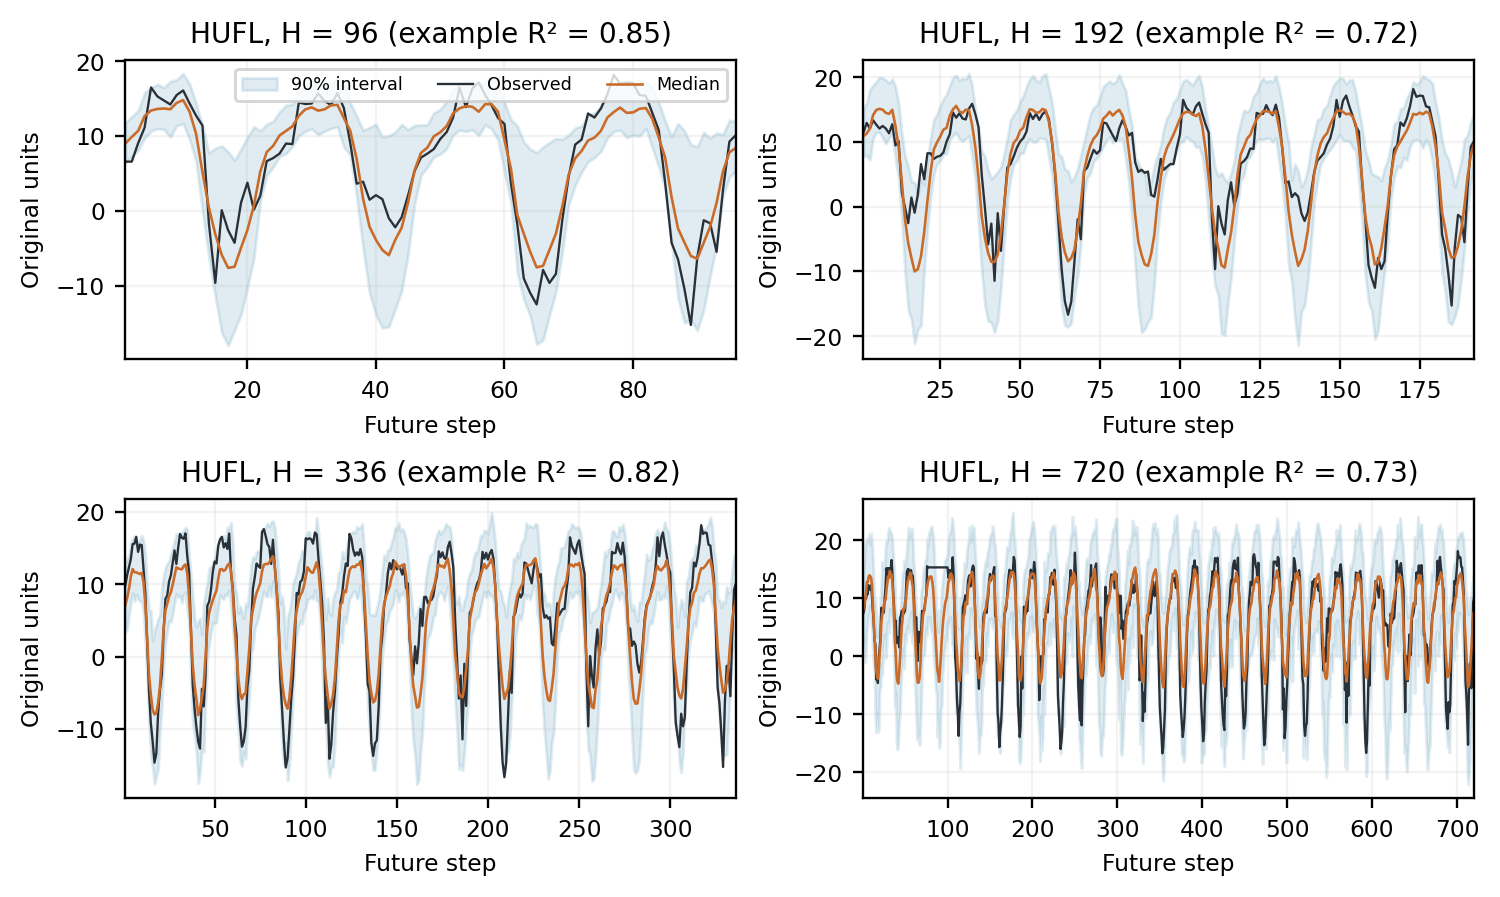 HUFL, H = 96 (example R² = 0.85)
20
10
0
−10
Original units
90% interval
Observed
Median
20
40
60
80
Future step
HUFL, H = 192 (example R² = 0.72)
20
10
0
−10
−20
Original units
25
50
75
100
125
150
175
Future step
HUFL, H = 336 (example R² = 0.82)
20
10
0
−10
Original units
50
100
150
200
250
300
Future step
HUFL, H = 720 (example R² = 0.73)
20
10
0
−10
−20
Original units
100
200
300
400
500
600
700
Future step